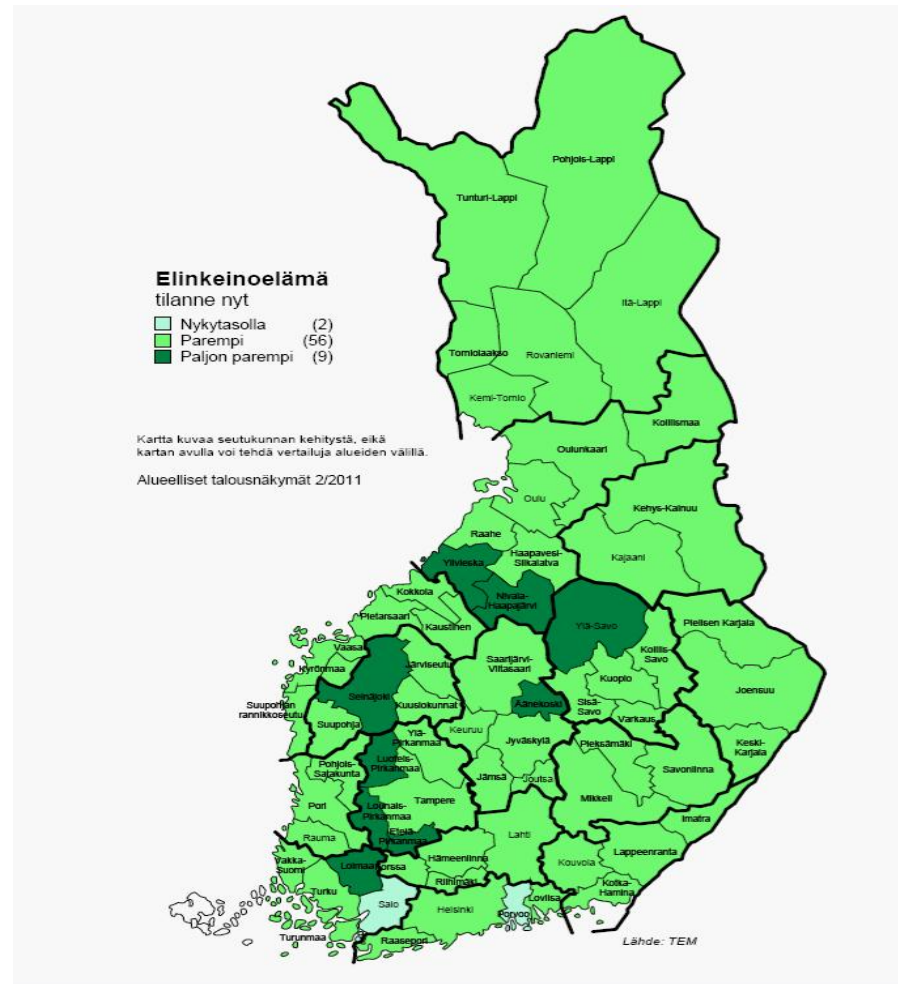 Pohjois-Lappi
Tunturi-Lappi
Elinkeinoelämä
tilanne nyt
Nykytasolla (2)
Parempi (56)
Paljon parempi (9)
Itä-Lappi
Torniolaakso
Rovaniemi
Kemi-Tornio
Koillismaa
Kartta kuvaa seutukunnan kehitystä, eikä
kartan avulla voi tehdä vertailuja alueiden välillä.
Alueelliset talousnäkymät 2/2011
Oulunkaari
Oulu
Kehys-Kainuu
Raahe
Haapavesi-
Siikalatva
Kajaani
Ylivieska
Nivala-
Haapajärvi
Kokkola
Pietarsaari
Kaustinen
Ylä-Savo
Pielisen Karjala
Vaasa
Kyrönmaa
Järviseutu
Saarijärvi-
Viitasaari
Koillis-
Savo
Kuopio
Joensuu
Seinäjoki
Kuusiokunnat
Äänekoski
Sisä-
Savo
Varkaus
Suupohjan
rannikkoseutu
Suupohja
Keuruu
Ylä-
Pirkanmaa
Jyväskylä
Pieksämäki
Keski-
Karjala
Luoteis-
Pirkanmaa
Pohjois-
Satakunta
Savonlinna
Jämsä
Joutsa
Pori
Lounais-
Pirkanmaa
Tampere
Mikkeli
Imatra
Rauma
Etelä-
Pirkanmaa
Lahti
Lappeenranta
Kouvola
Vakka-
Suomi
Loimaa
Forssa
Hämeenlinna
Riihimäki
Kotka-
Hamina
Turku
Salo
Helsinki
Porvoo
Loviisa
Turunmaa
Raasepori
Lähde: TEM